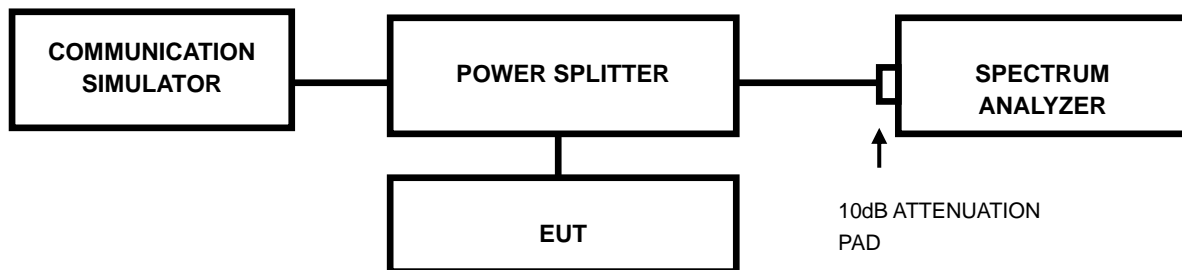 COMMUNICATION
SIMULATOR
POWER SPLITTER
SPECTRUM
ANALYZER
EUT
10dB ATTENUATION
PAD